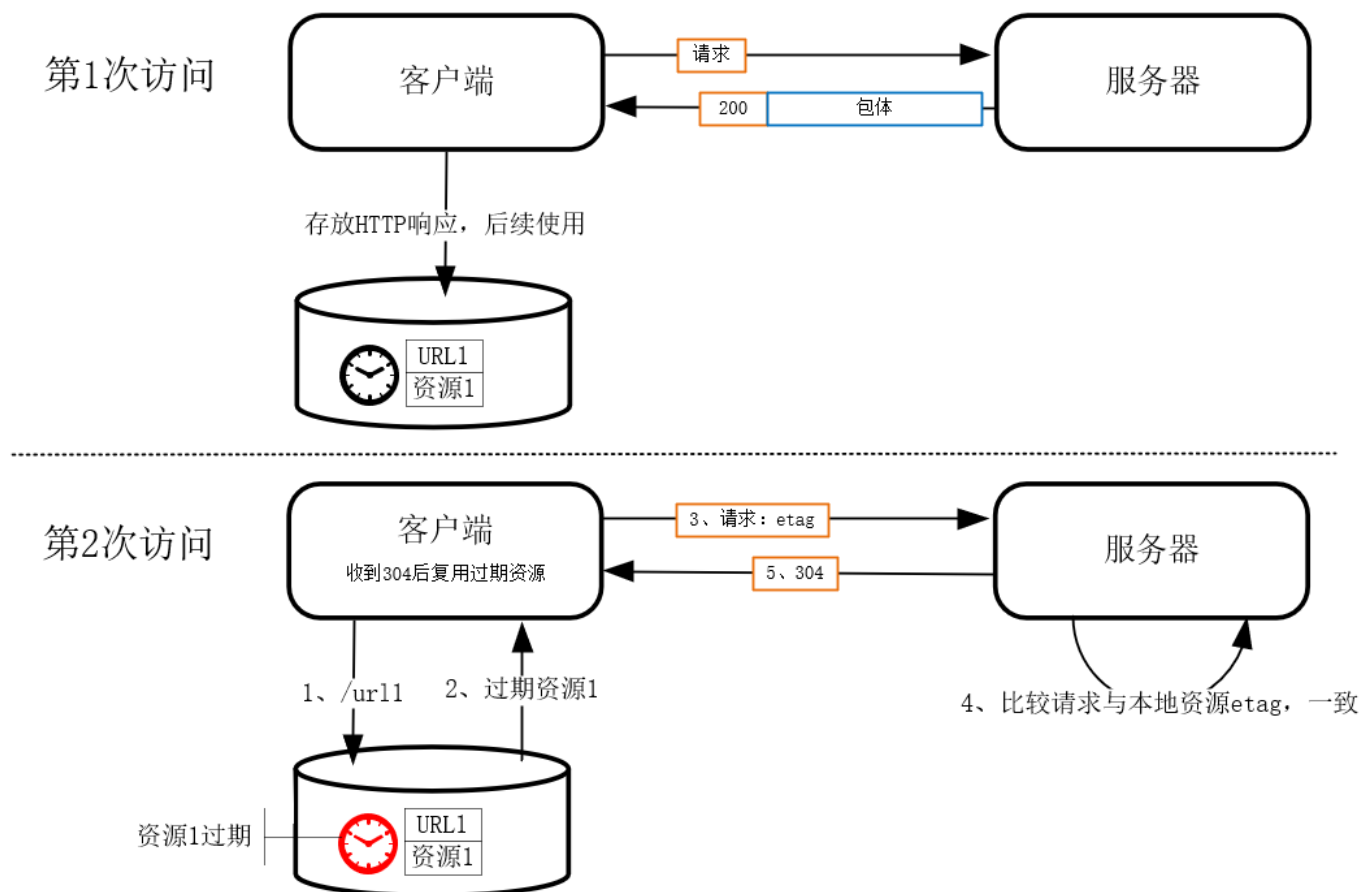 第1次访问
客户端
请求
服务器
200
包体
存放HTTP响应，后续使用
URL1
资源1
第2次访问
客户端
收到304后复用过期资源
3、请求：etag
5、304
服务器
1、/url1
2、过期资源1
4、比较请求与本地资源etag，一致
资源1过期
URL1
资源1